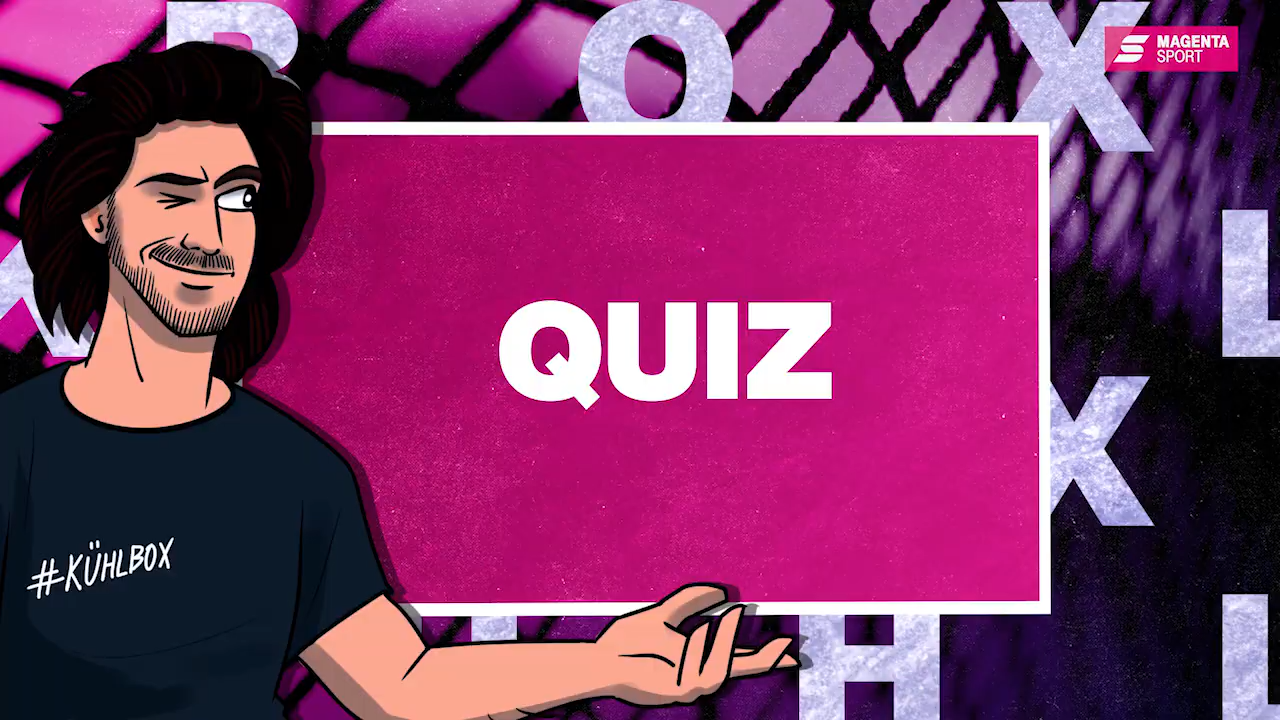 B O X
MAGENTA
SPORT
L
X
QUIZ
X
#KÜHLBOX
H
L